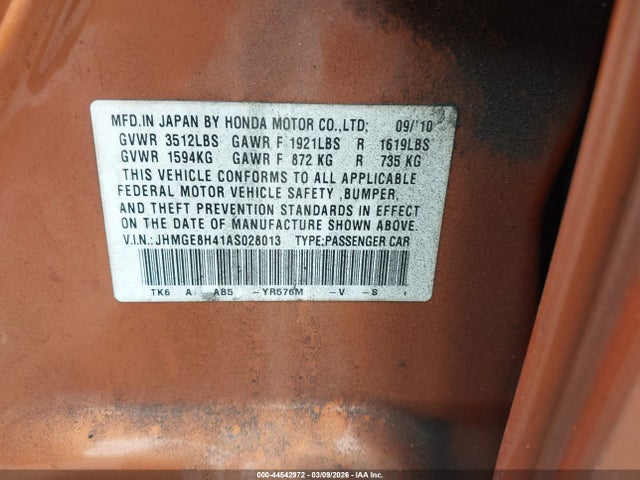 MFD.IN JAPAN BY HONDA MOTOR CO.,LTD; 09/'10
GVWR 3512LBS GAWR F 1921LBS R 1619LBS
GVWR 1594KG GAWR F 872 KG R 735 KG
THIS VEHICLE CONFORMS TO ALL APPLICABLE
FEDERAL MOTOR VEHICLE SAFETY ,BUMPER,
AND THEFT PREVENTION STANDARDS IN EFFECT
ON THE DATE OF MANUFACTURE SHOWN ABOVE.
V.I.N.: JHMGE8H41AS028013 TYPE:PASSENGER CAR
TK6 A AB5 -YR576M -V -S ,
000-44542972 - 03/09/2026 - IAA Inc.